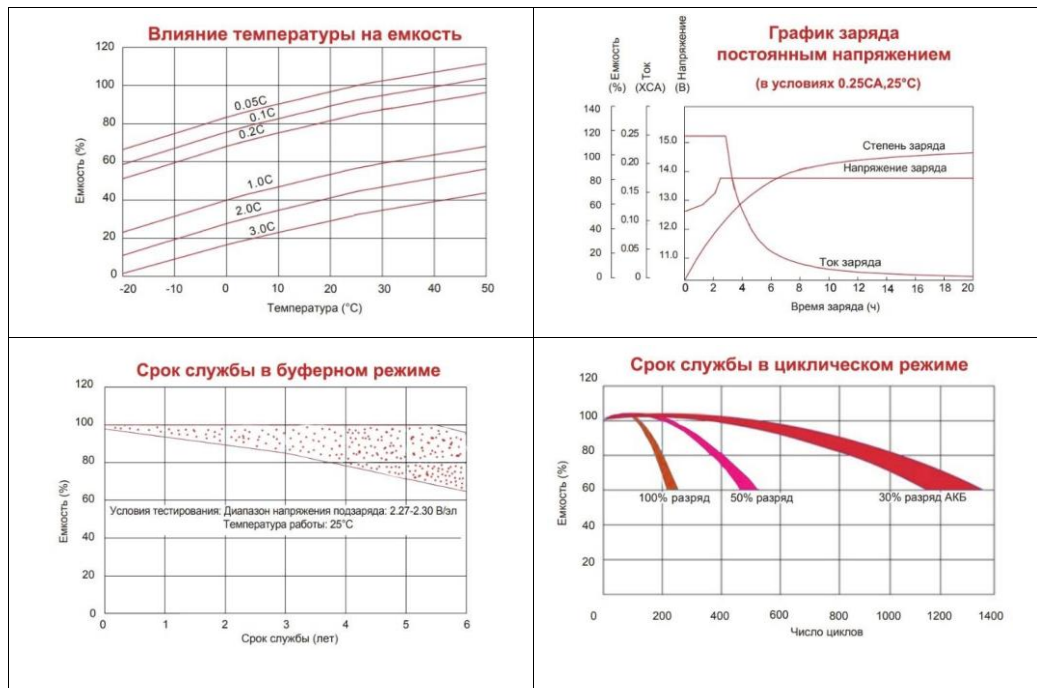 Влияние температуры на емкость
120
100
80
60
40
20
0
Емкость (%)
0.05C
0.1C
0.2C
1.0C
2.0C
3.0C
-20 -10 0 10 20 30 40 50
Температура (°C)
График заряда
постоянным напряжением
(в условиях 0.25CA,25°C)
Емкость (%)
Ток (XCA)
Напряжение (B)
140
120
100
80
60
40
20
0
0.25
0.20
0.15
0.10
0.05
0
15.0
14.0
13.0
12.0
11.0
Степень заряда
Напряжение заряда
Ток заряда
0 2 4 6 8 10 12 14 16 18 20
Время заряда (ч)
Срок службы в буферном режиме
120
100
80
60
40
20
0
Емкость (%)
Условия тестирования: Диапазон напряжения подзаряда: 2.27-2.30 В/эл
Температура работы: 25°C
0 1 2 3 4 5 6
Срок службы (лет)
Срок службы в циклическом режиме
120
100
80
60
40
20
Емкость (%)
100% разряд
50% разряд
30% разряд АКБ
0 200 400 600 800 1000 1200 1400
Число циклов